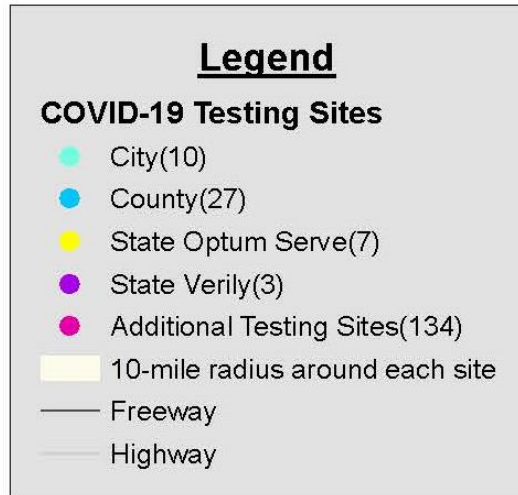 Legend
COVID-19 Testing Sites
City(10)
County(27)
State Optum Serve(7)
State Verily(3)
Additional Testing Sites(134)
10-mile radius around each site
Freeway
Highway